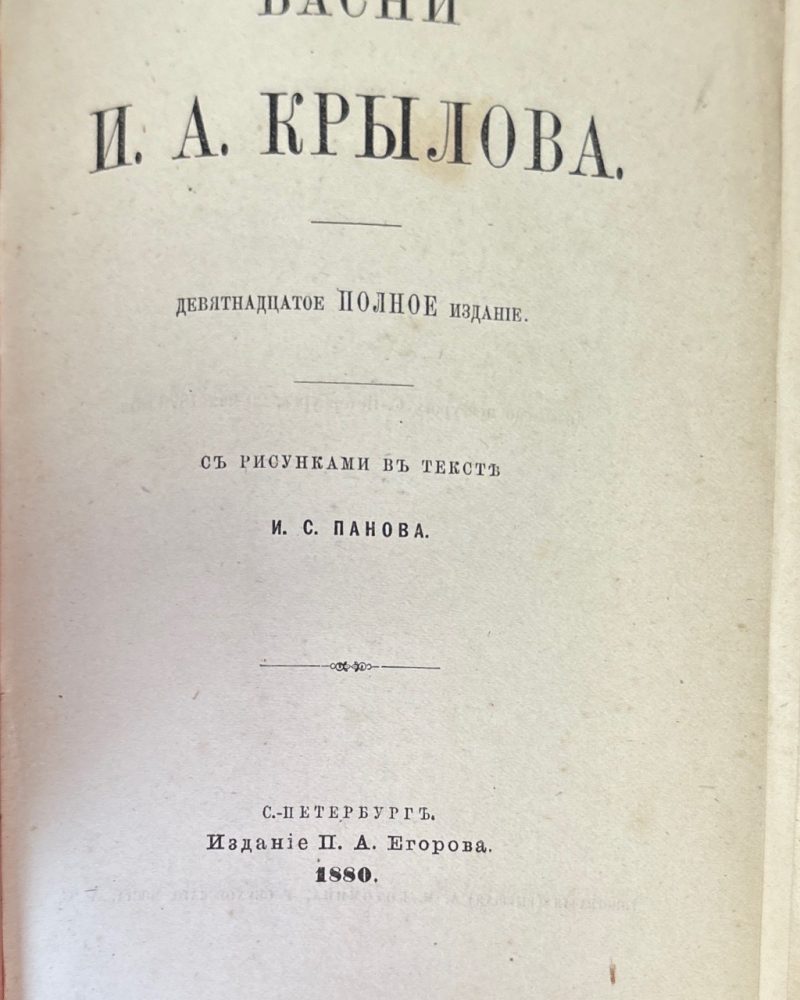 БАСНИ
И. А. КРЫЛОВА.
ДЕВЯТНАДЦАТОЕ ПОЛНОЕ ИЗДАНІЕ.
СЪ РИСУНКАМИ ВЪ ТЕКСТѢ
И. С. ПАНОВА.
С.-ПЕТЕРБУРГЪ.
Изданіе П. А. Егорова.
1880.